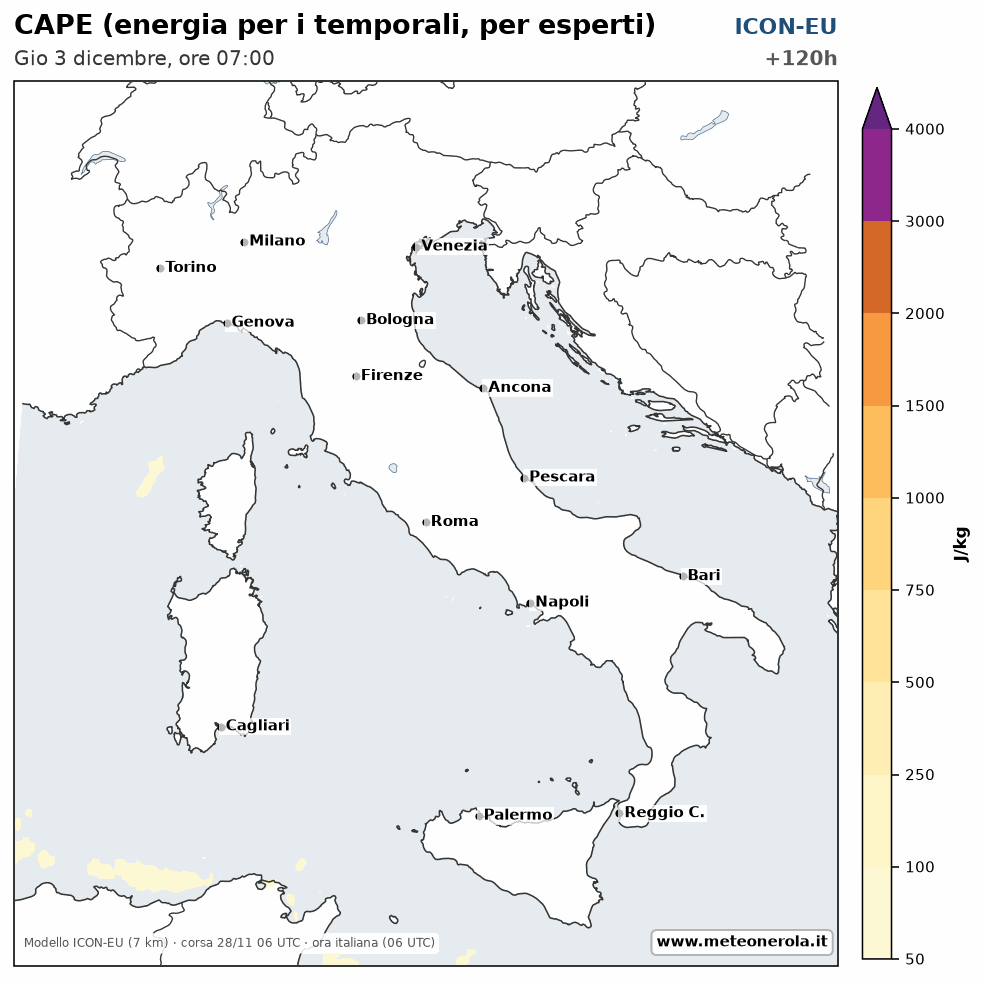 CAPE (energia per i temporali, per esperti)
ICON-EU
Gio 3 dicembre, ore 07:00
+120h
4000
3000
2000
1500
1000
750
500
250
100
50
J/kg
Milano
Venezia
Torino
Genova
Bologna
Firenze
Ancona
Pescara
Roma
Bari
Napoli
Cagliari
Palermo
Reggio C.
Modello ICON-EU (7 km) · corsa 28/11 06 UTC · ora italiana (06 UTC)
www.meteonerola.it